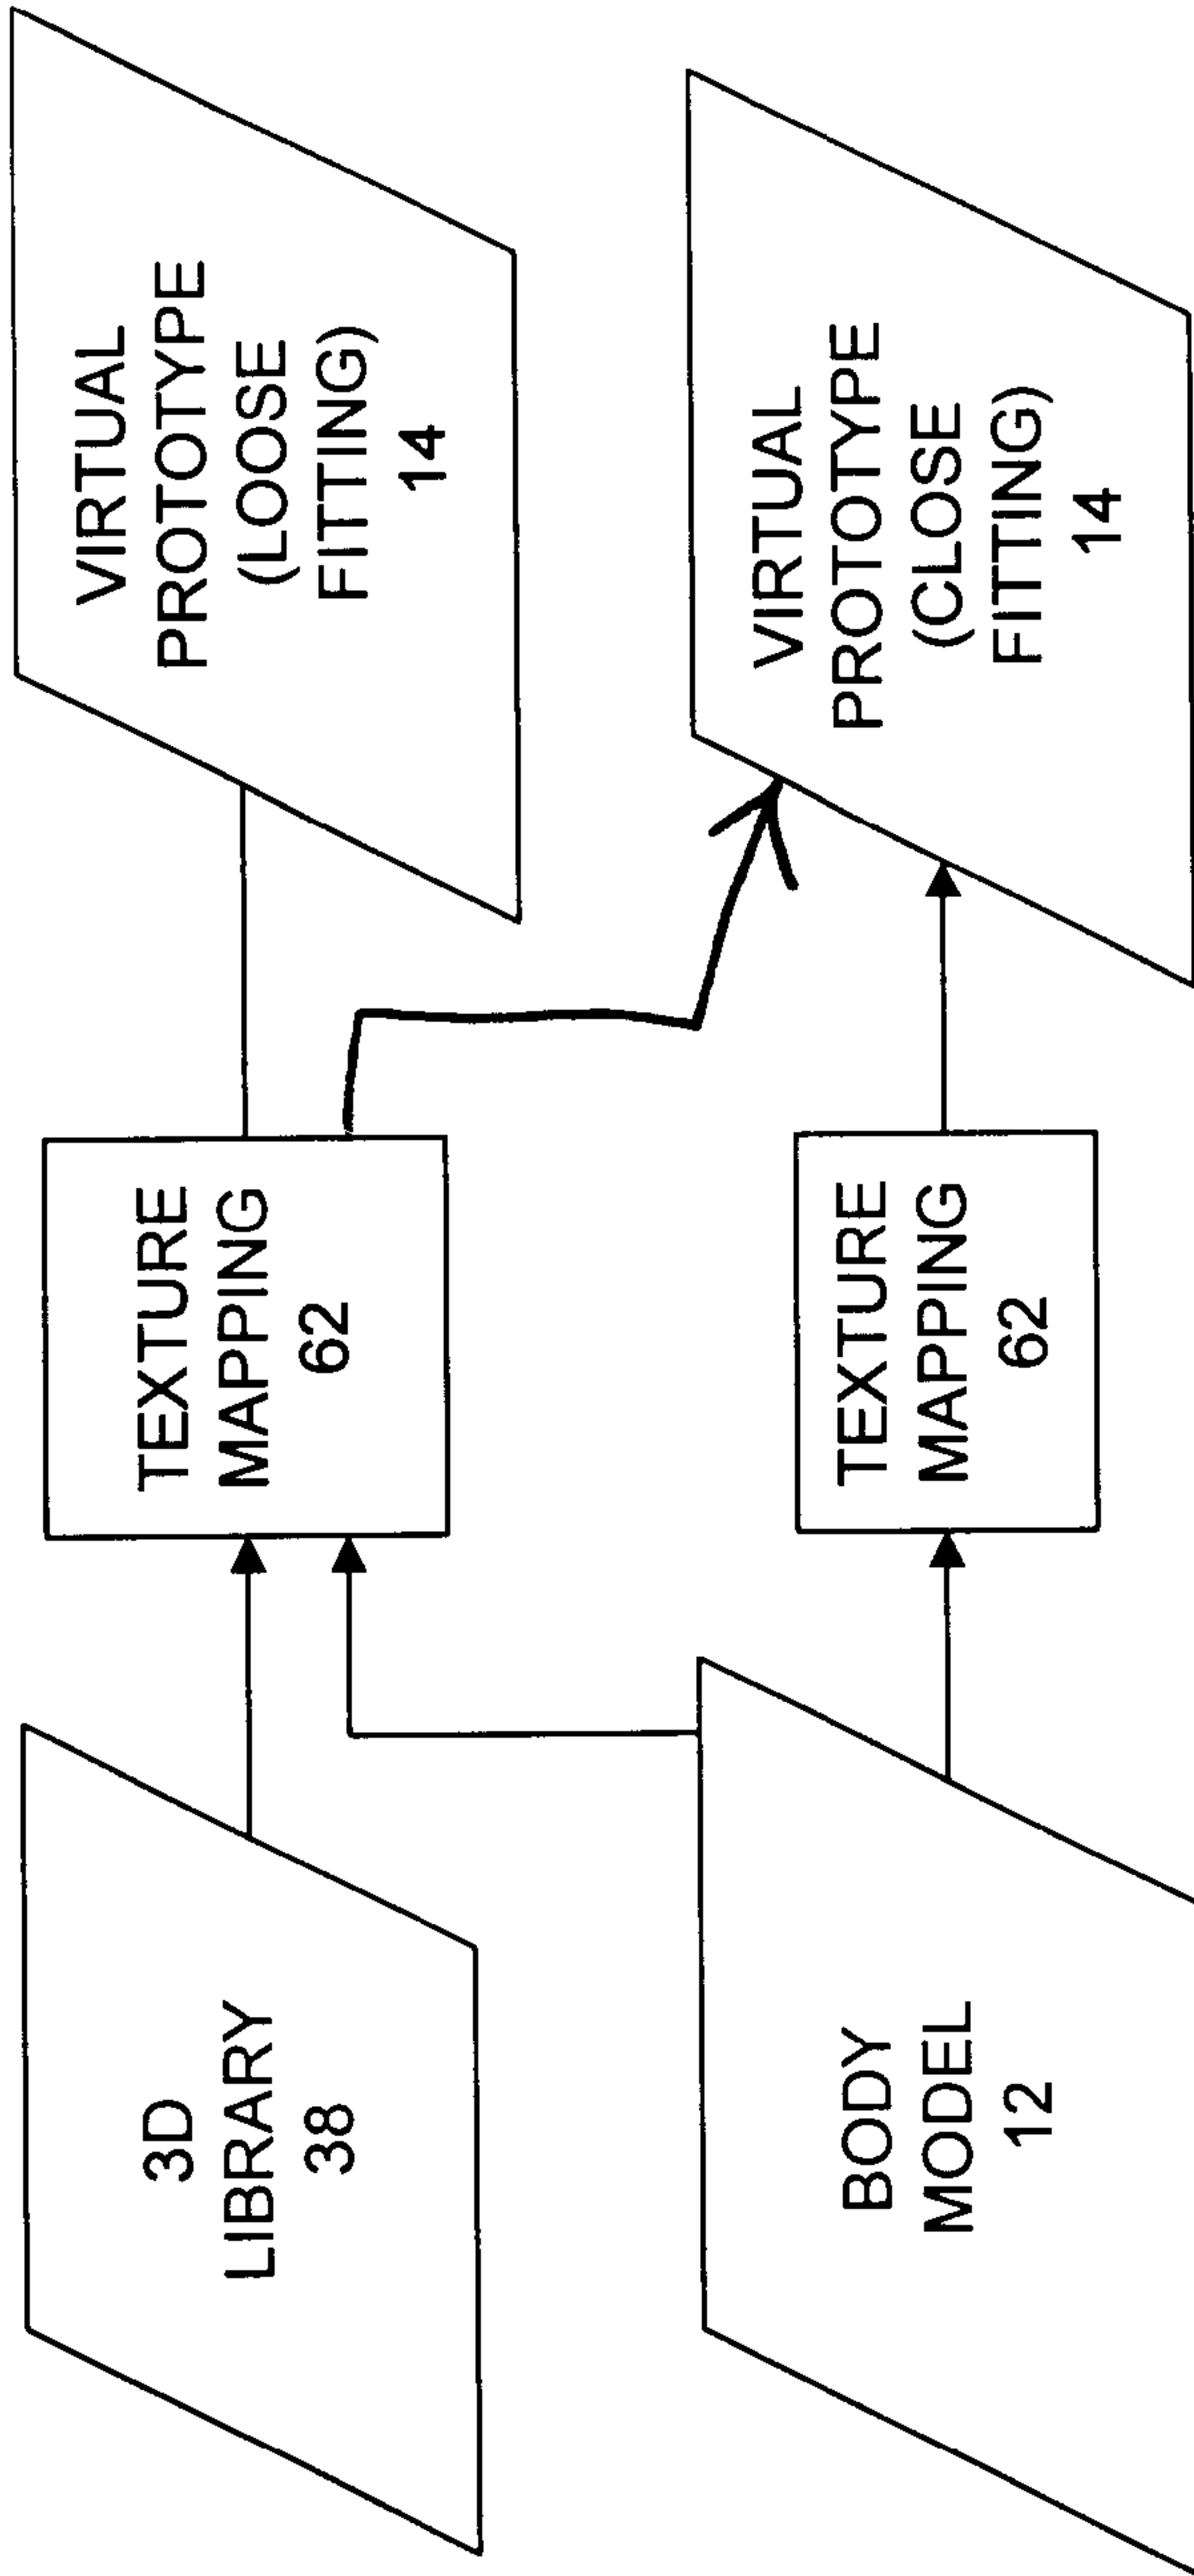 3D
LIBRARY
38
TEXTURE
MAPPING
62
VIRTUAL
PROTOTYPE
(LOOSE
FITTING)
14
BODY
MODEL
12
TEXTURE
MAPPING
62
VIRTUAL
PROTOTYPE
(CLOSE
FITTING)
14